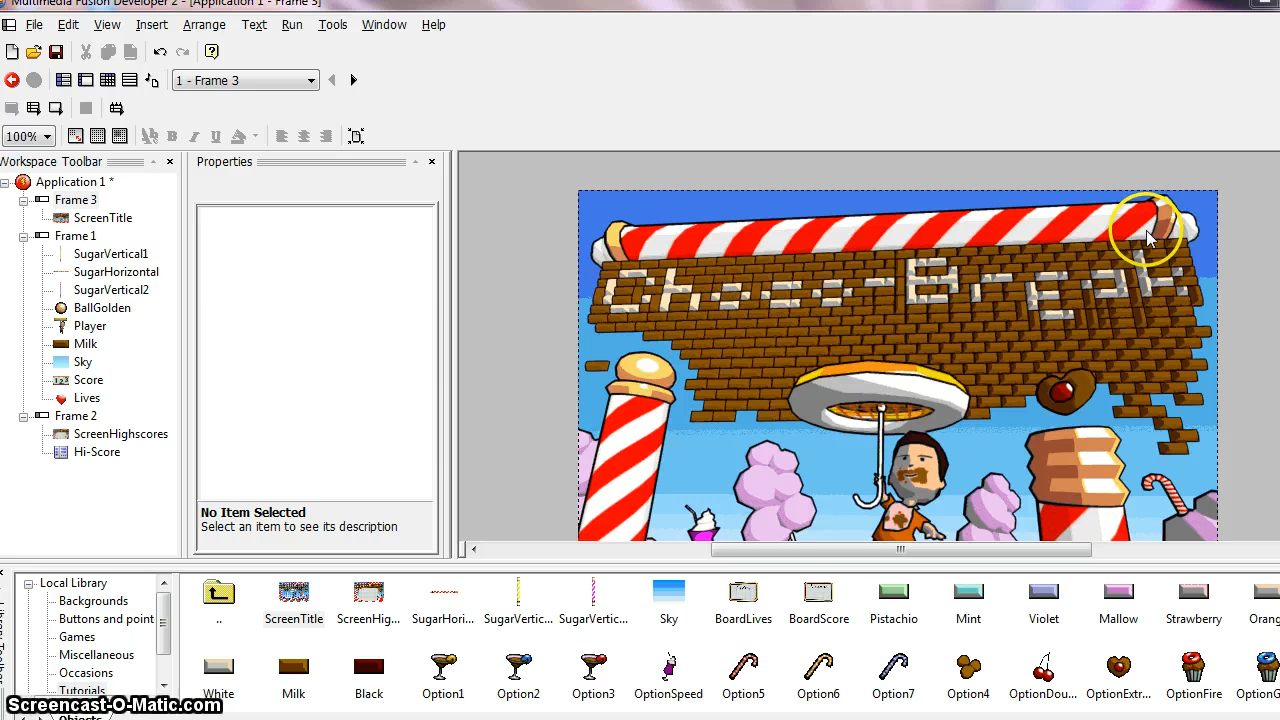 Multimedia Fusion Developer 2 - [Application 1 - Frame 3]
File Edit View Insert Arrange Text Run Tools Window Help
1 - Frame 3
100%
B I U A
Workspace Toolbar
Properties
Application 1 *
Frame 3
ScreenTitle
Frame 1
SugarVertical1
SugarHorizontal
SugarVertical2
BallGolden
Player
Milk
Sky
Score
Lives
Frame 2
ScreenHighscores
Hi-Score
No Item Selected
Select an item to see its description
Choco-Break
Local Library
Backgrounds
Buttons and point
Games
Miscellaneous
Occasions
Tutorials
Objects
.. ScreenTitle ScreenHig... SugarHori... SugarVertic... SugarVertic... Sky BoardLives BoardScore Pistachio Mint Violet Mallow Strawberry Orang
White Milk Black Option1 Option2 Option3 OptionSpeed Option5 Option6 Option7 Option4 OptionDou... OptionExtr... OptionFire OptionG
Screencast-O-Matic.com